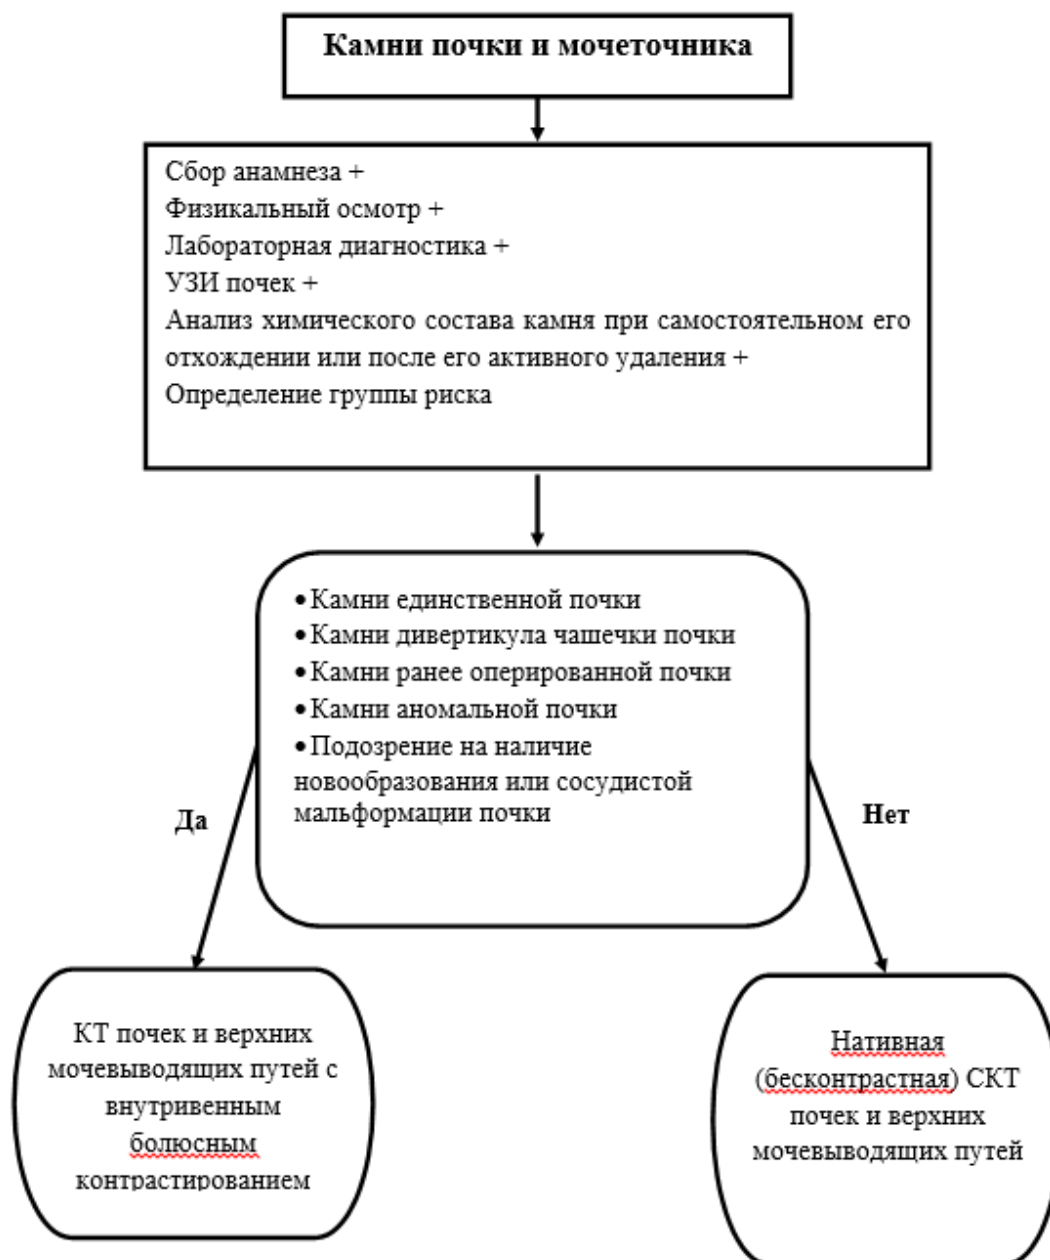 Камни почки и мочеточника
Сбор анамнеза +
Физикальный осмотр +
Лабораторная диагностика +
УЗИ почек +
Анализ химического состава камня при самостоятельном его
отхождении или после его активного удаления +
Определение группы риска
•Камни единственной почки
•Камни дивертикула чашечки почки
•Камни ранее оперированной почки
•Камни аномальной почки
•Подозрение на наличие
новообразования или сосудистой
мальформации почки
Да
Нет
КТ почек и верхних
мочевыводящих путей с
внутривенным
болюсным
контрастированием
Нативная
(бесконтрастная) СКТ
почек и верхних
мочевыводящих путей